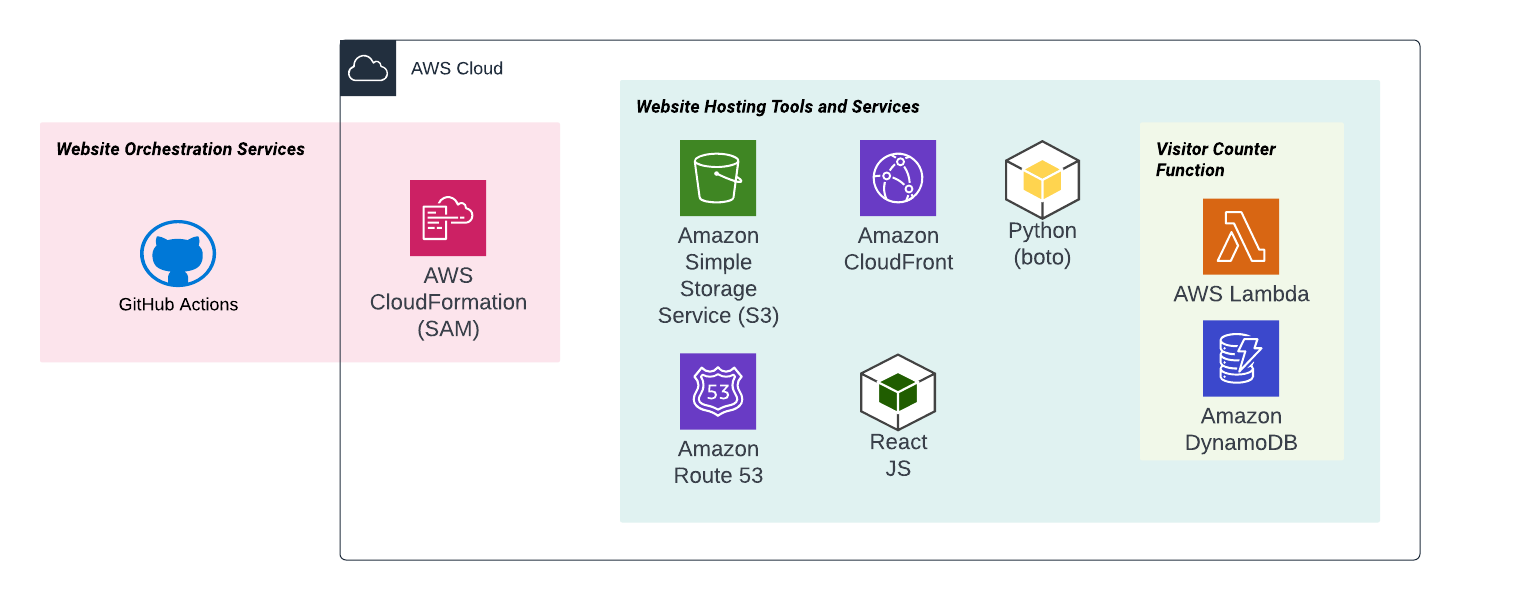 AWS Cloud
Website Orchestration Services
GitHub Actions
AWS
CloudFormation
(SAM)
Website Hosting Tools and Services
Amazon
Simple
Storage
Service (S3)
Amazon
CloudFront
Python
(boto)
53
Amazon
Route 53
React
JS
Visitor Counter
Function
AWS Lambda
Amazon
DynamoDB